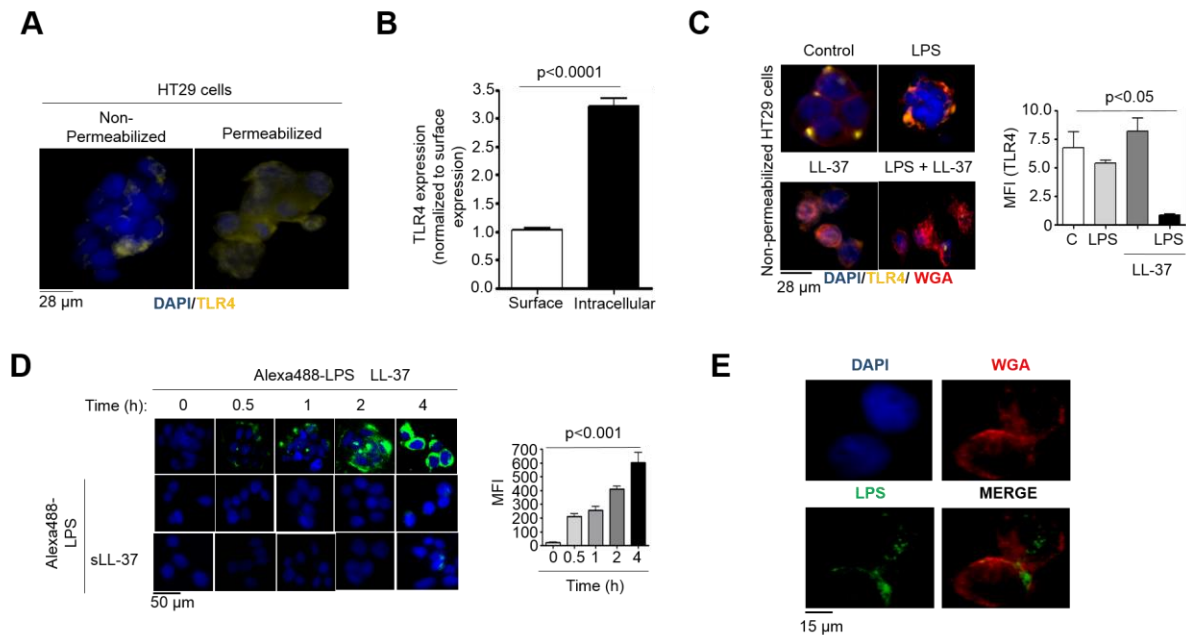 A
HT29 cells
Non-
Permeabilized
Permeabilized
28 µm
DAPI/TLR4
B
p<0.0001
TLR4 expression
(normalized to surface
expression)
3.5
3.0
2.5
2.0
1.5
1.0
0.5
0.0
Surface
Intracellular
C
Non-permeabilized HT29 cells
Control
LPS
LL-37
LPS + LL-37
28 µm
DAPI/TLR4/ WGA
p<0.05
MFI (TLR4)
10.0
7.5
5.0
2.5
0
C
LPS
LPS
LL-37
D
Alexa488-LPS LL-37
Time (h):
0
0.5
1
2
4
Alexa488-
LPS
sLL-37
50 µm
p<0.001
MFI
700
600
500
400
300
200
100
0
0
0.5
1
2
4
Time (h)
E
DAPI
WGA
LPS
MERGE
15 µm